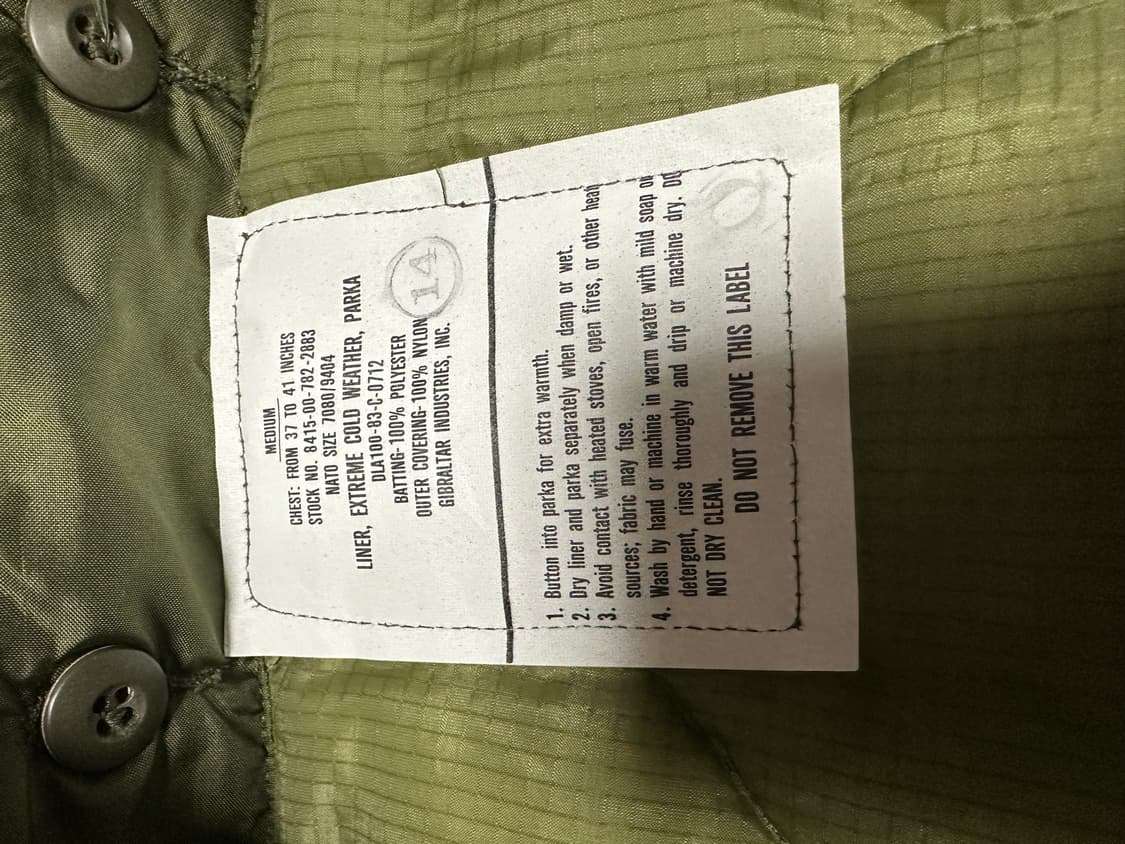 MEDIUM
CHEST: FROM 37 TO 41 INCHES
STOCK NO. 8415-00-782-2883
NATO SIZE 7080/9404
LINER, EXTREME COLD WEATHER, PARKA
DLA100-83-C-0712
BATTING-100% POLYESTER
OUTER COVERING-100%-NYLON
GIBRALTAR INDUSTRIES, INC.
14
1. Button into parka for extra warmth.
2. Dry liner and parka separately when damp or wet.
3. Avoid contact with heated stoves, open fires, or other heat
sources; fabric may fuse.
4. Wash by hand or machine in warm water with mild soap or
detergent, rinse thoroughly and drip or machine dry. DO
NOT DRY CLEAN.
DO NOT REMOVE THIS LABEL